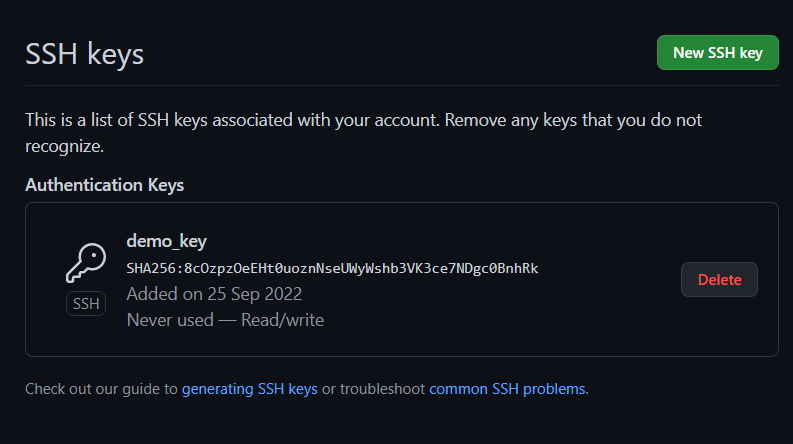 SSH keys
New SSH key
This is a list of SSH keys associated with your account. Remove any keys that you do not
recognize.
Authentication Keys
demo_key
SHA256:8cOzpzOeEHt0uoznNseUWyWshb3VK3ce7NDgc0BnhRk
Added on 25 Sep 2022
Never used — Read/write
SSH
Delete
Check out our guide to generating SSH keys or troubleshoot common SSH problems.